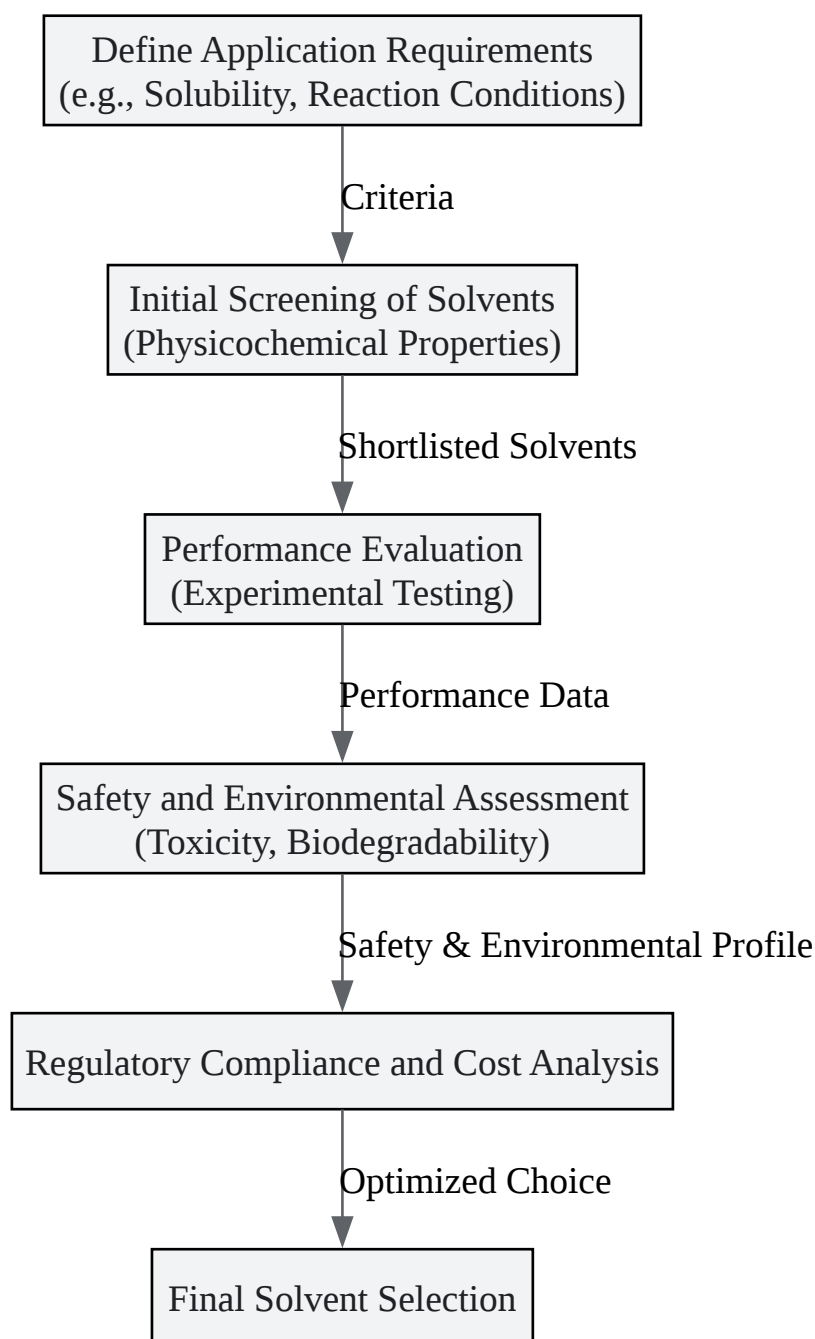 Define Application Requirements
(e.g., Solubility, Reaction Conditions)
Criteria
Initial Screening of Solvents
(Physicochemical Properties)
Shortlisted Solvents
Performance Evaluation
(Experimental Testing)
Performance Data
Safety and Environmental Assessment
(Toxicity, Biodegradability)
Safety & Environmental Profile
Regulatory Compliance and Cost Analysis
Optimized Choice
Final Solvent Selection